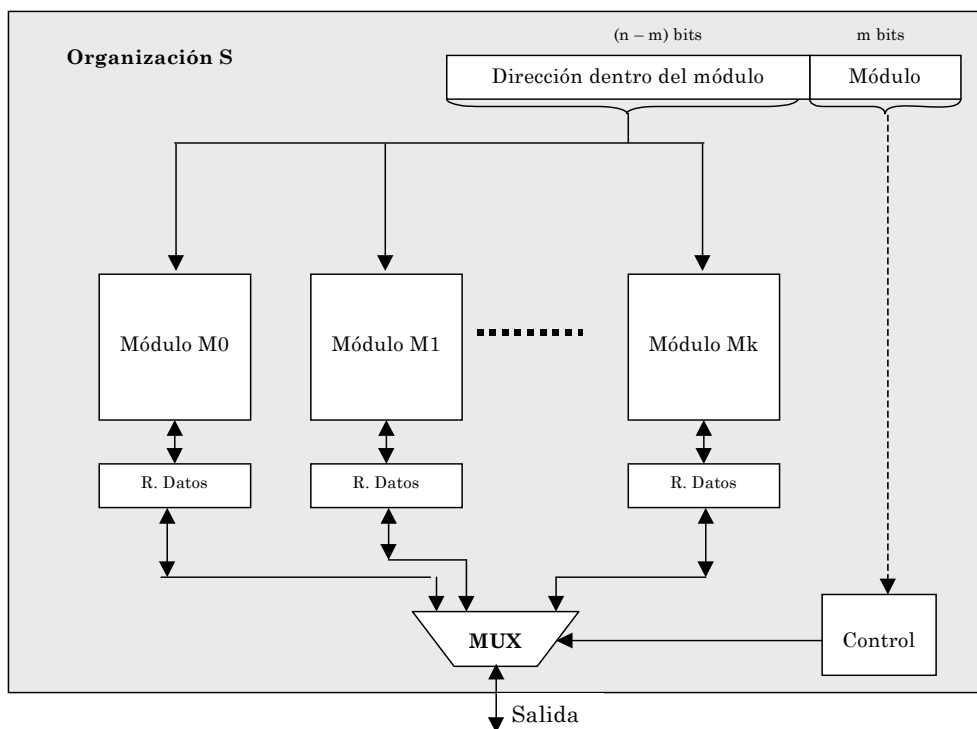 (n – m) bits
m bits
Organización S
Dirección dentro del módulo
Módulo
Módulo M0
Módulo M1
Módulo Mk
R. Datos
R. Datos
R. Datos
MUX
Control
Salida